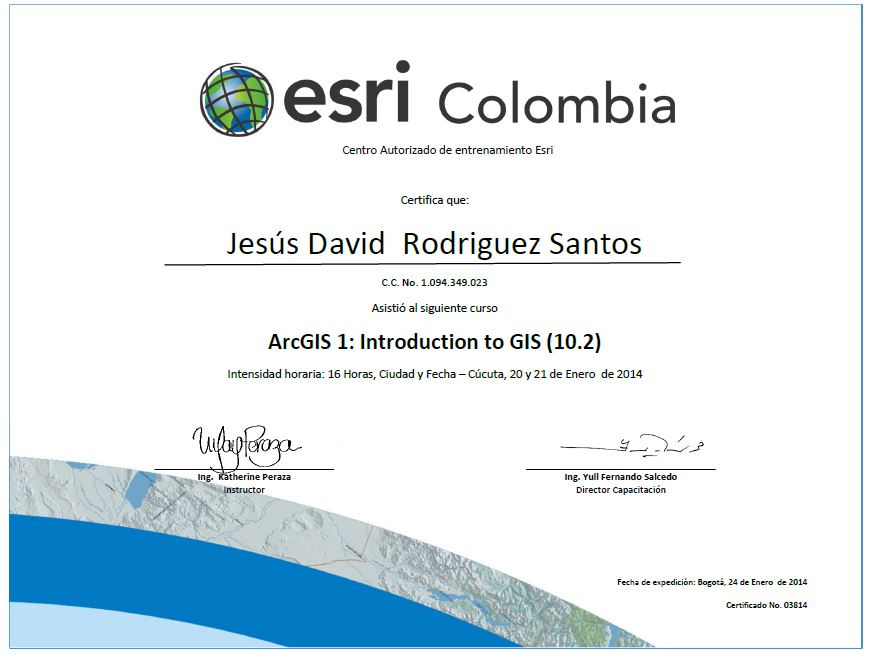 esri Colombia
Centro Autorizado de entrenamiento Esri
Certifica que:
Jesús David Rodriguez Santos
C.C. No. 1.094.349.023
Asistió al siguiente curso
ArcGIS 1: Introduction to GIS (10.2)
Intensidad horaria: 16 Horas, Ciudad y Fecha – Cúcuta, 20 y 21 de Enero de 2014
Ing. Katherine Peraza
Instructor
Ing. Yull Fernando Salcedo
Director Capacitación
Fecha de expedición: Bogotá, 24 de Enero de 2014
Certificado No. 03814